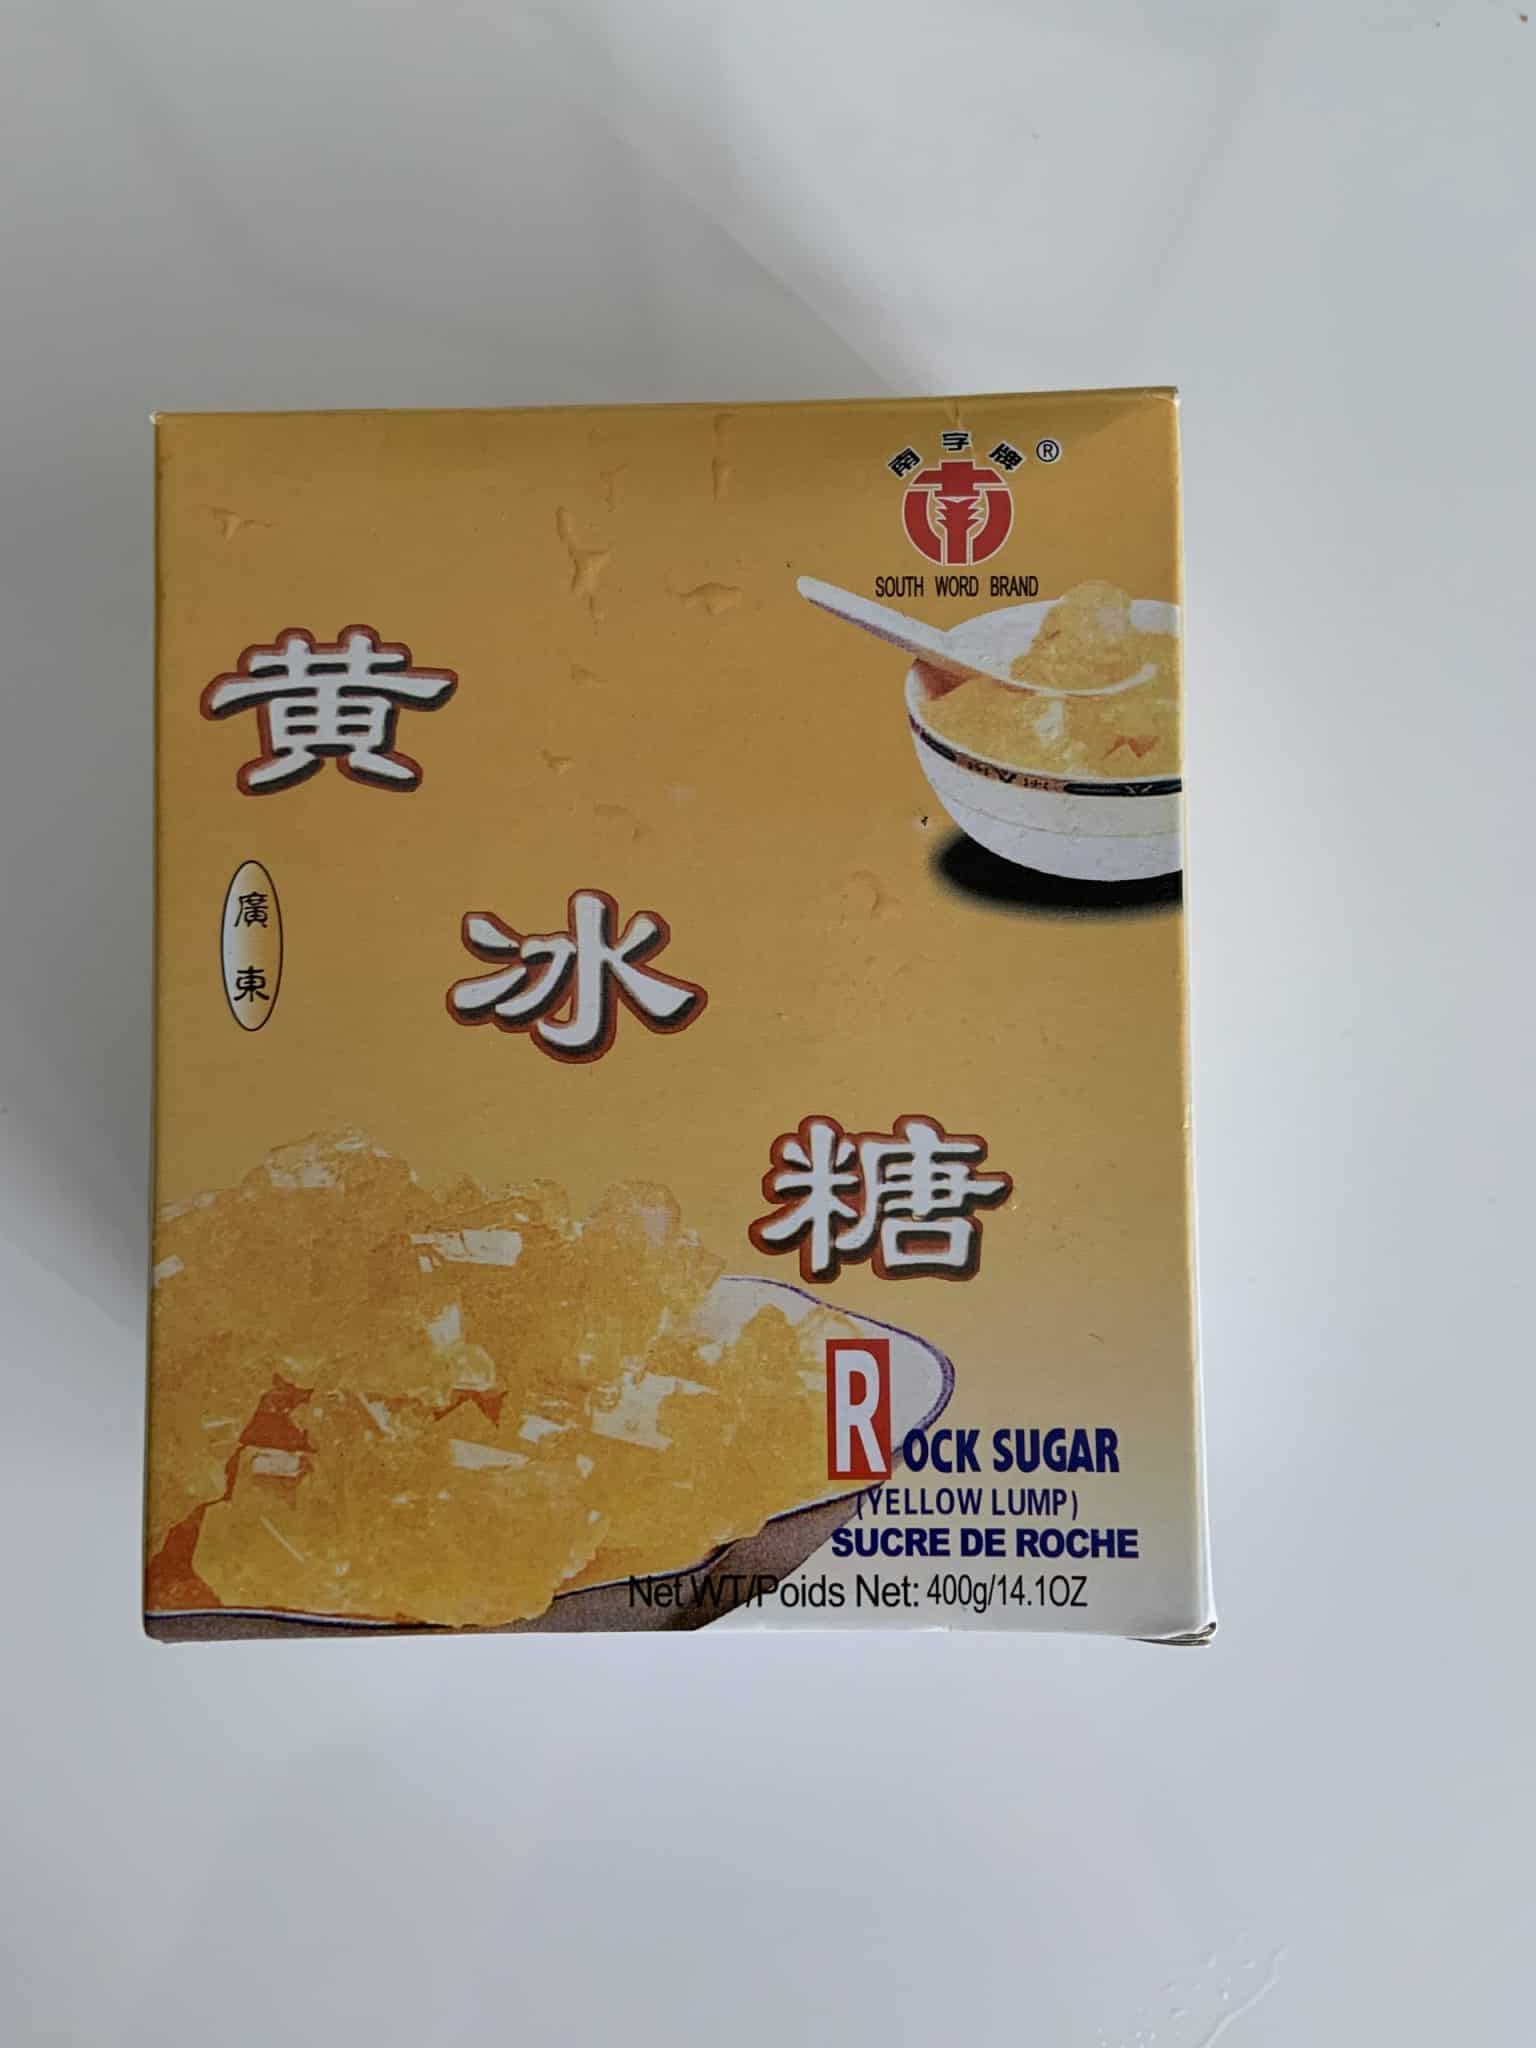 南字牌®
SOUTH WORD BRAND
黄
廣東
冰
糖
ROCK SUGAR
(YELLOW LUMP)
SUCRE DE ROCHE
Net WT/Poids Net: 400g/14.1OZ